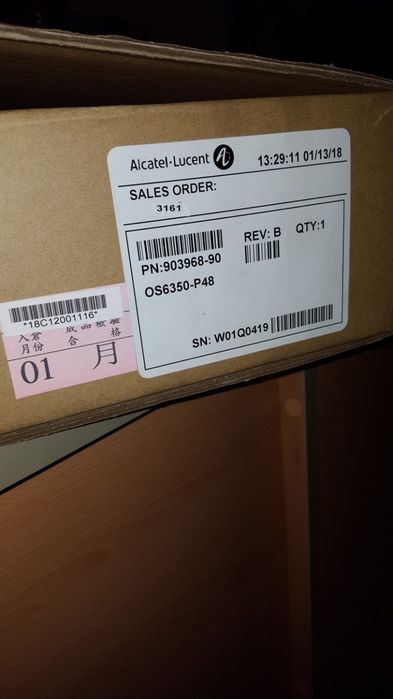 Alcatel·Lucent
13:29:11 01/13/18
SALES ORDER:
3161
PN:903968-90
REV: B
QTY:1
OS6350-P48
SN: W01Q0419
*18C12001116*
入倉 成品檢驗
月份 合 格
01 月